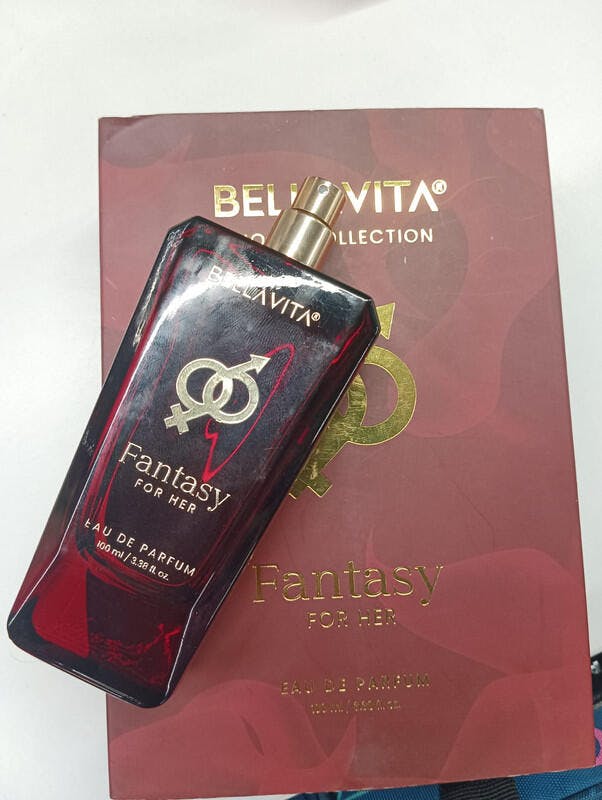 BELLAVITA®
COLLECTION
Fantasy
FOR HER
EAU DE PARFUM
BELLAVITA®
Fantasy
FOR HER
EAU DE PARFUM
100 ml / 3.38 fl. oz.